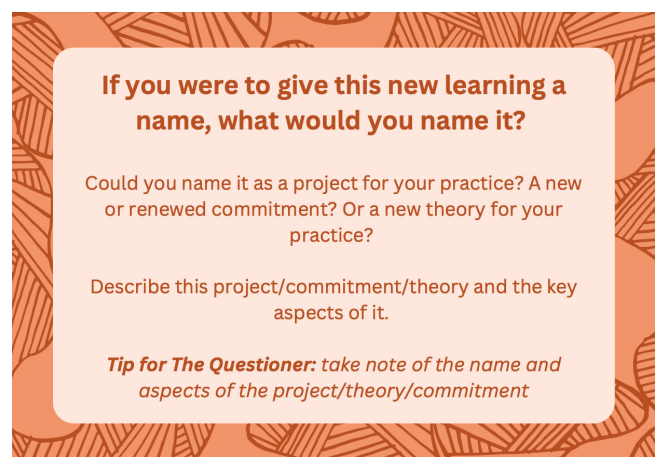 If you were to give this new learning a
name, what would you name it?
Could you name it as a project for your practice? A new
or renewed commitment? Or a new theory for your
practice?
Describe this project/commitment/theory and the key
aspects of it.
Tip for The Questioner: take note of the name and
aspects of the project/theory/commitment